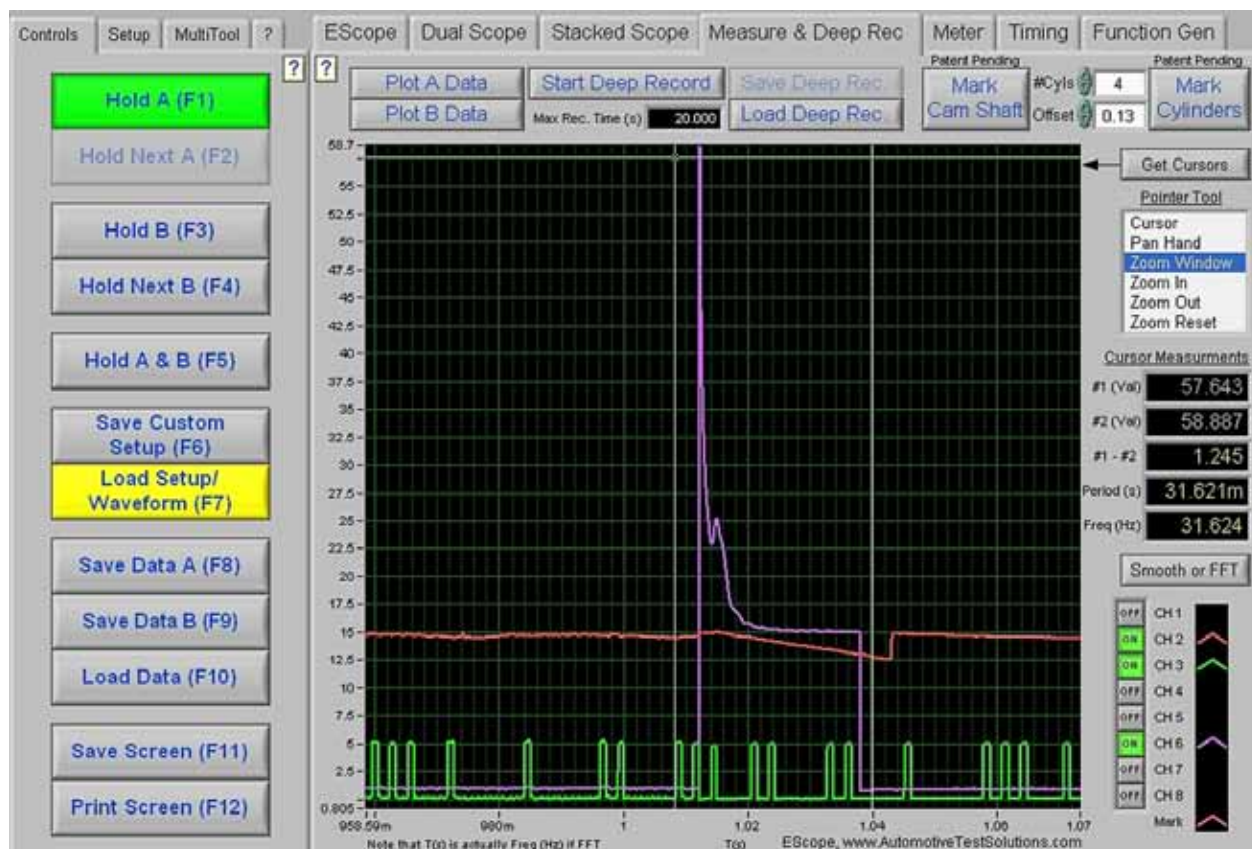 Controls Setup MultiTool ?
EScope Dual Scope Stacked Scope Measure & Deep Rec Meter Timing Function Gen
?
Hold A (F1)
Hold Next A (F2)
Hold B (F3)
Hold Next B (F4)
Hold A & B (F5)
Save Custom
Setup (F6)
Load Setup/
Waveform (F7)
Save Data A (F8)
Save Data B (F9)
Load Data (F10)
Save Screen (F11)
Print Screen (F12)
?
Plot A Data Start Deep Record Save Deep Rec
Plot B Data Max Rec. Time (s) 20.000 Load Deep Rec
Patent Pending
Mark
Cam Shaft
#Cyls 4
Offset 0.13
Patent Pending
Mark
Cylinders
58.7
55
52.5
50
47.5
45
42.5
40
37.5
35
32.5
30
27.5
25
22.5
20
17.5
15
12.5
10
7.5
5
2.5
0.805
958.59m 980m 1 1.02 1.04 1.06 1.07
Note that T(s) is actually Freq (Hz) if FFT T(s) EScope, www.AutomotiveTestSolutions.com
Get Cursors
Pointer Tool
Cursor
Pan Hand
Zoom Window
Zoom In
Zoom Out
Zoom Reset
Cursor Measurments
#1 (Val) 57.643
#2 (Val) 58.887
#1 - #2 1.245
Period (s) 31.621m
Freq (Hz) 31.624
Smooth or FFT
OFF CH 1
ON CH 2
ON CH 3
OFF CH 4
OFF CH 5
ON CH 6
OFF CH 7
OFF CH 8
Mark